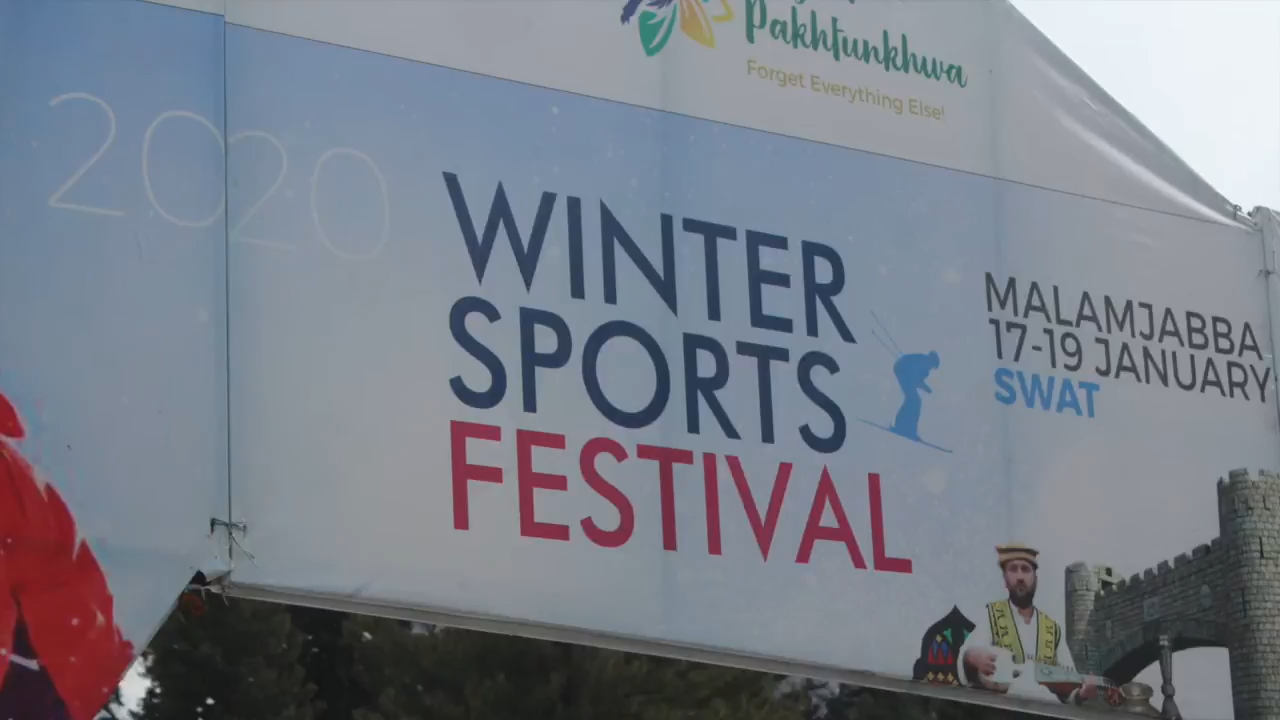 Pakhtunkhwa
Forget Everything Else!
2020
WINTER
SPORTS
FESTIVAL
MALAMJABBA
17-19 JANUARY
SWAT